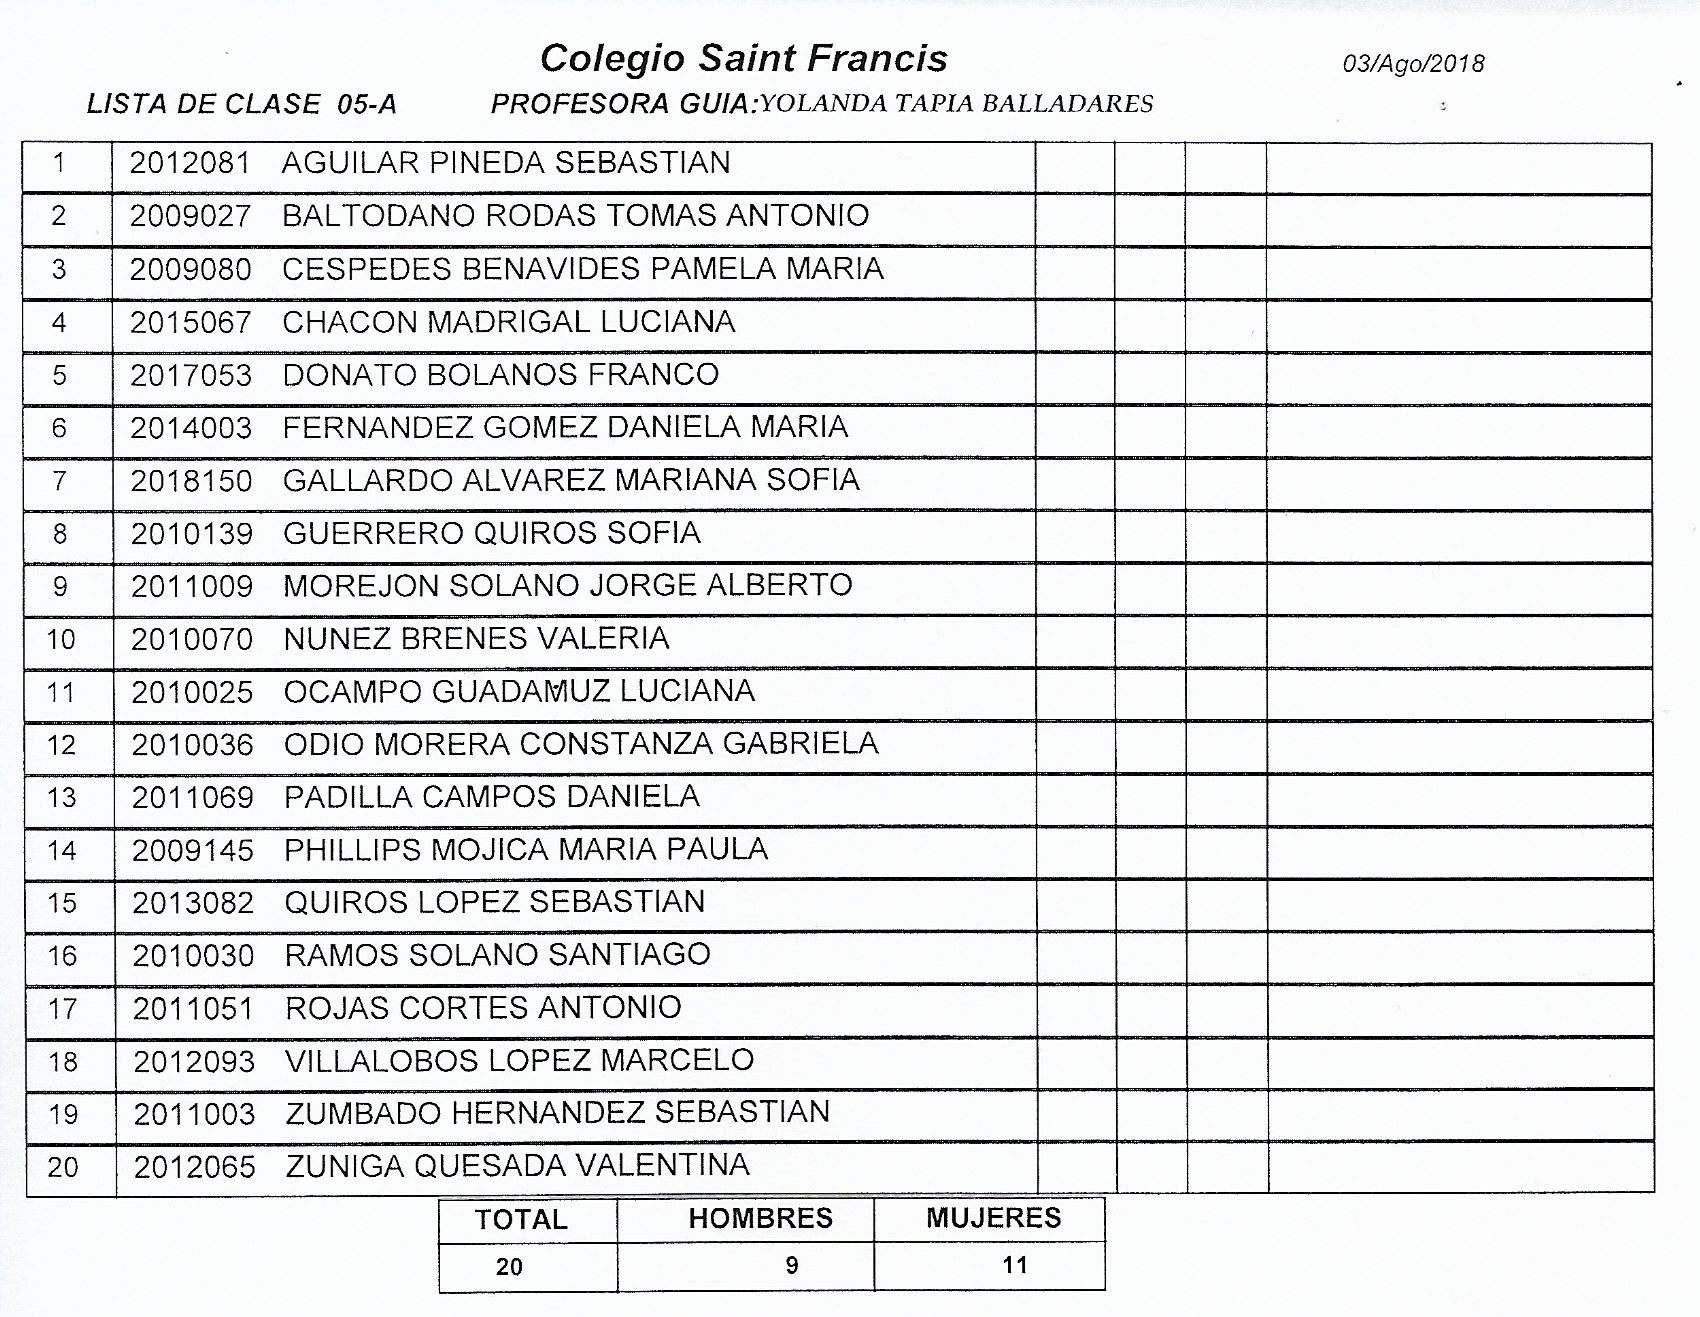 Colegio Saint Francis 03/Ago/2018
LISTA DE CLASE 05-A PROFESORA GUIA:YOLANDA TAPIA BALLADARES
1 2012081 AGUILAR PINEDA SEBASTIAN
2 2009027 BALTODANO RODAS TOMAS ANTONIO
3 2009080 CESPEDES BENAVIDES PAMELA MARIA
4 2015067 CHACON MADRIGAL LUCIANA
5 2017053 DONATO BOLANOS FRANCO
6 2014003 FERNANDEZ GOMEZ DANIELA MARIA
7 2018150 GALLARDO ALVAREZ MARIANA SOFIA
8 2010139 GUERRERO QUIROS SOFIA
9 2011009 MOREJON SOLANO JORGE ALBERTO
10 2010070 NUNEZ BRENES VALERIA
11 2010025 OCAMPO GUADAMUZ LUCIANA
12 2010036 ODIO MORERA CONSTANZA GABRIELA
13 2011069 PADILLA CAMPOS DANIELA
14 2009145 PHILLIPS MOJICA MARIA PAULA
15 2013082 QUIROS LOPEZ SEBASTIAN
16 2010030 RAMOS SOLANO SANTIAGO
17 2011051 ROJAS CORTES ANTONIO
18 2012093 VILLALOBOS LOPEZ MARCELO
19 2011003 ZUMBADO HERNANDEZ SEBASTIAN
20 2012065 ZUNIGA QUESADA VALENTINA
TOTAL HOMBRES MUJERES
20 9 11